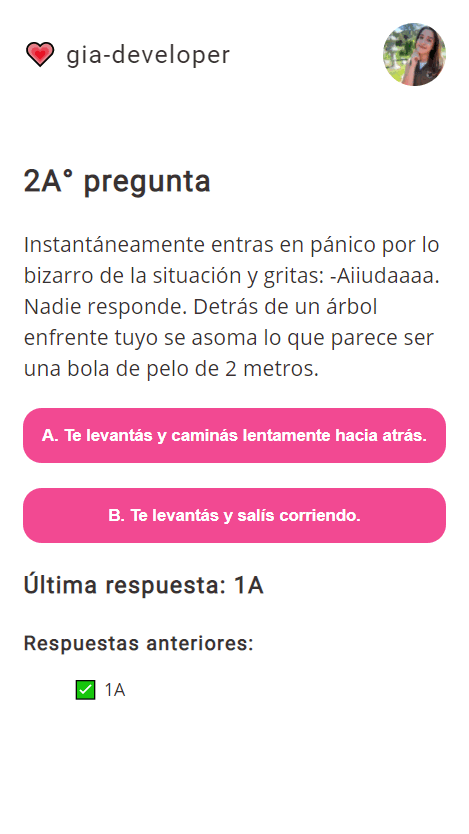 gia-developer
2A° pregunta
Instantáneamente entras en pánico por lo
bizarro de la situación y gritas: -Aiiudaaaa.
Nadie responde. Detrás de un árbol
enfrente tuyo se asoma lo que parece ser
una bola de pelo de 2 metros.
A. Te levantás y caminás lentamente hacia atrás.
B. Te levantás y salís corriendo.
Última respuesta: 1A
Respuestas anteriores:
1A